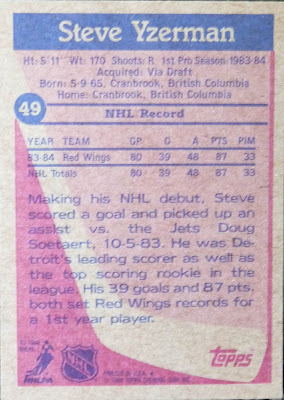 Steve Yzerman
Ht: 5'11" Wt: 170 Shoots: R 1st Pro Season: 1983-84
Acquired: Via Draft
Born: 5-9-65, Cranbrook, British Columbia
Home: Cranbrook, British Columbia
49
NHL Record
YEAR TEAM GP G A PTS PIM
83-84 Red Wings 80 39 48 87 33
NHL Totals 80 39 48 87 33
Making his NHL debut, Steve
scored a goal and picked up an
assist vs. the Jets Doug
Soetaert, 10-5-83. He was De-
troit's leading scorer as well as
the top scoring rookie in the
league. His 39 goals and 87 pts.
both set Red Wings records for
a 1st year player.
NHLPA
NHL
PRINTED IN U.S.A.
topps